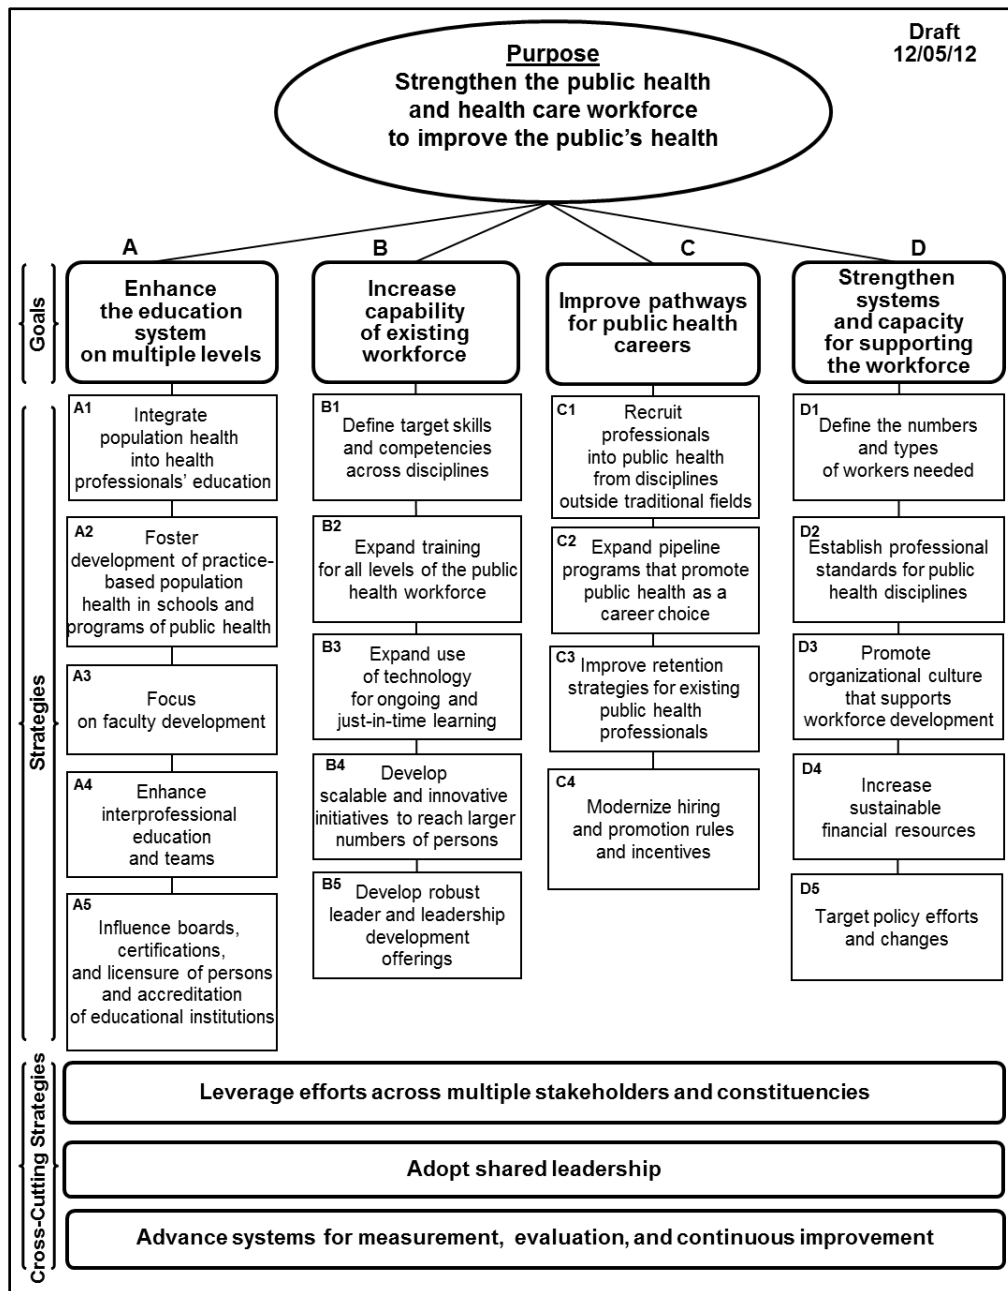 Draft
12/05/12
Purpose
Strengthen the public health
and health care workforce
to improve the public's health
A
B
C
D
Goals
Enhance
the education
system
on multiple levels
Increase
capability
of existing
workforce
Improve pathways
for public health
careers
Strengthen
systems
and capacity
for supporting
the workforce
Strategies
A1
Integrate
population health
into health
professionals' education
A2
Foster
development of practice-
based population
health in schools and
programs of public health
A3
Focus
on faculty development
A4
Enhance
interprofessional
education
and teams
A5
Influence boards,
certifications,
and licensure of persons
and accreditation
of educational institutions
B1
Define target skills
and competencies
across disciplines
B2
Expand training
for all levels of the public
health workforce
B3
Expand use
of technology
for ongoing and
just-in-time learning
B4
Develop
scalable and innovative
initiatives to reach larger
numbers of persons
B5
Develop robust
leader and leadership
development
offerings
C1
Recruit
professionals
into public health
from disciplines
outside traditional fields
C2
Expand pipeline
programs that promote
public health as a
career choice
C3
Improve retention
strategies for existing
public health
professionals
C4
Modernize hiring
and promotion rules
and incentives
D1
Define the numbers
and types
of workers needed
D2
Establish professional
standards for public
health disciplines
D3
Promote
organizational culture
that supports
workforce development
D4
Increase
sustainable
financial resources
D5
Target policy efforts
and changes
Cross-Cutting Strategies
Leverage efforts across multiple stakeholders and constituencies
Adopt shared leadership
Advance systems for measurement, evaluation, and continuous improvement